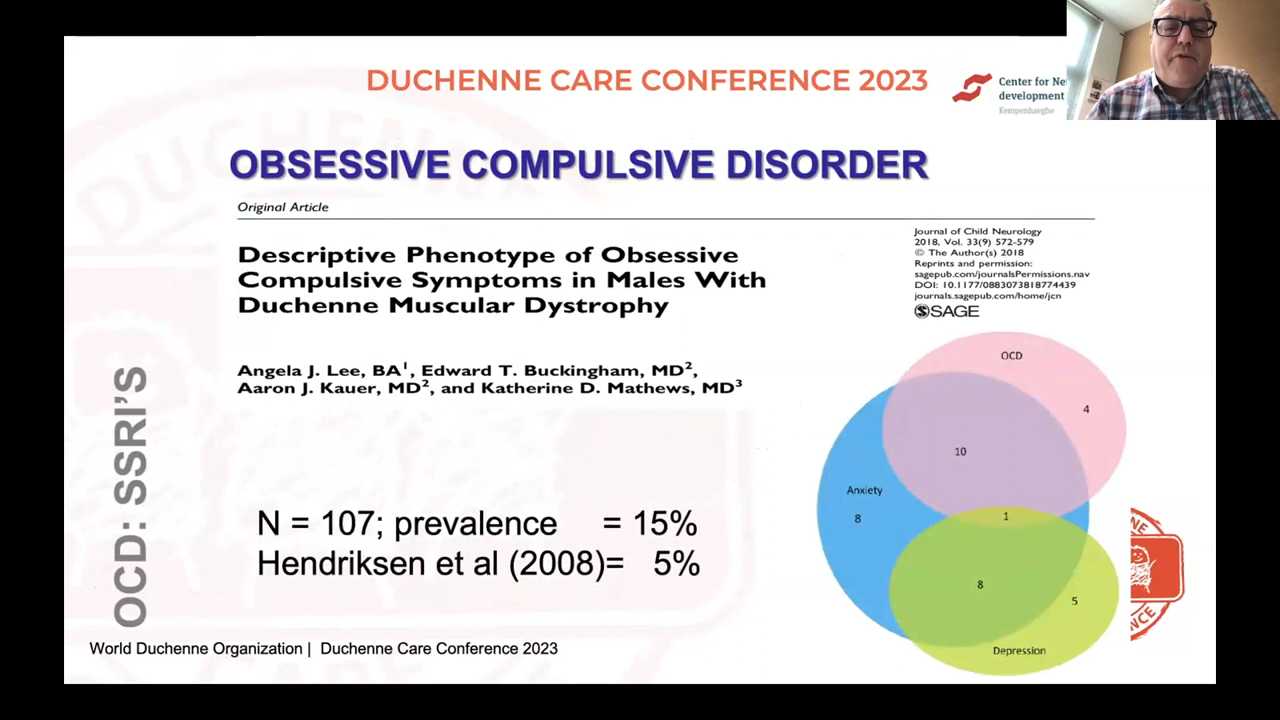 DUCHENNE CARE CONFERENCE 2023
Center for Ne
development
Kempenhaeghe
OBSESSIVE COMPULSIVE DISORDER
Original Article
Descriptive Phenotype of Obsessive
Compulsive Symptoms in Males With
Duchenne Muscular Dystrophy
Journal of Child Neurology
2018, Vol. 33(9) 572-579
© The Author(s) 2018
Reprints and permission:
sagepub.com/journalsPermissions.nav
DOI: 10.1177/0883073818774439
journals.sagepub.com/home/jcn
SAGE
Angela J. Lee, BA¹, Edward T. Buckingham, MD²,
Aaron J. Kauer, MD², and Katherine D. Mathews, MD³
OCD: SSRI'S
N = 107; prevalence = 15%
Hendriksen et al (2008)= 5%
OCD
4
10
Anxiety
8
1
8
5
Depression
NE
CE
World Duchenne Organization | Duchenne Care Conference 2023